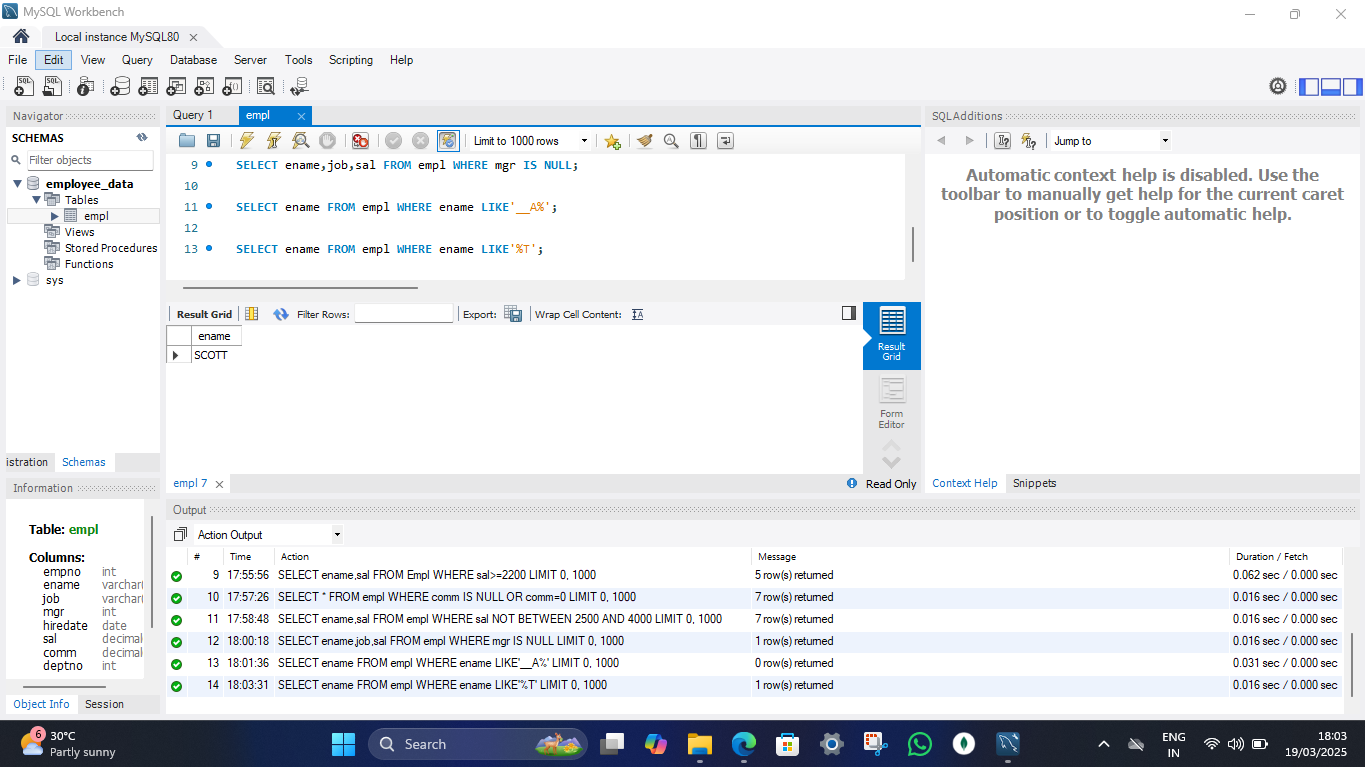 MySQL Workbench
Local instance MySQL80
File Edit View Query Database Server Tools Scripting Help
Navigator
SCHEMAS
Filter objects
employee_data
Tables
empl
Views
Stored Procedures
Functions
sys
istration Schemas
Information
Table: empl
Columns:
empno int
ename varchar
job varchar
mgr int
hiredate date
sal decimal
comm decimal
deptno int
Object Info Session
Query 1 empl
Limit to 1000 rows
9 SELECT ename,job,sal FROM empl WHERE mgr IS NULL;
10
11 SELECT ename FROM empl WHERE ename LIKE'__A%';
12
13 SELECT ename FROM empl WHERE ename LIKE'%T';
Result Grid Filter Rows: Export: Wrap Cell Content:
ename
SCOTT
Result
Grid
Form
Editor
empl 7
Read Only
SQLAdditions
Jump to
Automatic context help is disabled. Use the
toolbar to manually get help for the current caret
position or to toggle automatic help.
Context Help Snippets
Output
Action Output
# Time Action Message Duration / Fetch
9 17:55:56 SELECT ename,sal FROM Empl WHERE sal>=2200 LIMIT 0, 1000 5 row(s) returned 0.062 sec / 0.000 sec
10 17:57:26 SELECT * FROM empl WHERE comm IS NULL OR comm=0 LIMIT 0, 1000 7 row(s) returned 0.016 sec / 0.000 sec
11 17:58:48 SELECT ename,sal FROM empl WHERE sal NOT BETWEEN 2500 AND 4000 LIMIT 0, 1000 7 row(s) returned 0.016 sec / 0.000 sec
12 18:00:18 SELECT ename,job,sal FROM empl WHERE mgr IS NULL LIMIT 0, 1000 1 row(s) returned 0.016 sec / 0.000 sec
13 18:01:36 SELECT ename FROM empl WHERE ename LIKE'__A%' LIMIT 0, 1000 0 row(s) returned 0.031 sec / 0.000 sec
14 18:03:31 SELECT ename FROM empl WHERE ename LIKE'%T' LIMIT 0, 1000 1 row(s) returned 0.016 sec / 0.000 sec
6
30°C
Partly sunny
Search
ENG
IN
18:03
19/03/2025